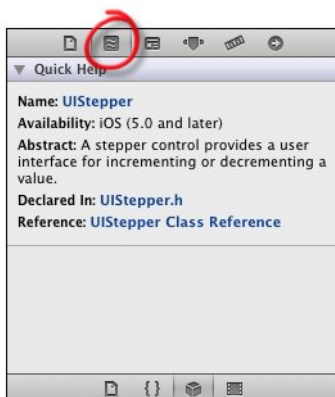 Quick Help
Name: UIStepper
Availability: iOS (5.0 and later)
Abstract: A stepper control provides a user
interface for incrementing or decrementing a
value.
Declared In: UIStepper.h
Reference: UIStepper Class Reference